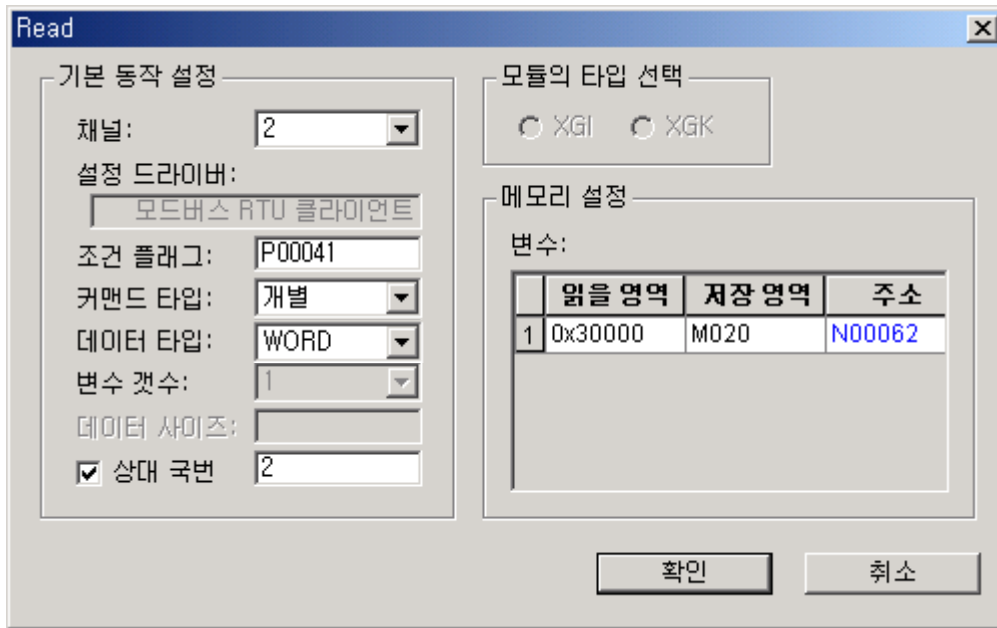 Read
기본 동작 설정
채널: 2
설정 드라이버:
모드버스 RTU 클라이언트
조건 플래그: P00041
커맨드 타입: 개별
데이터 타입: WORD
변수 갯수: 1
데이터 사이즈:
상대 국번 2
모듈의 타입 선택
XGI XGK
메모리 설정
변수:
읽을 영역 저장 영역 주소
1 0x30000 M020 N00062
확인 취소